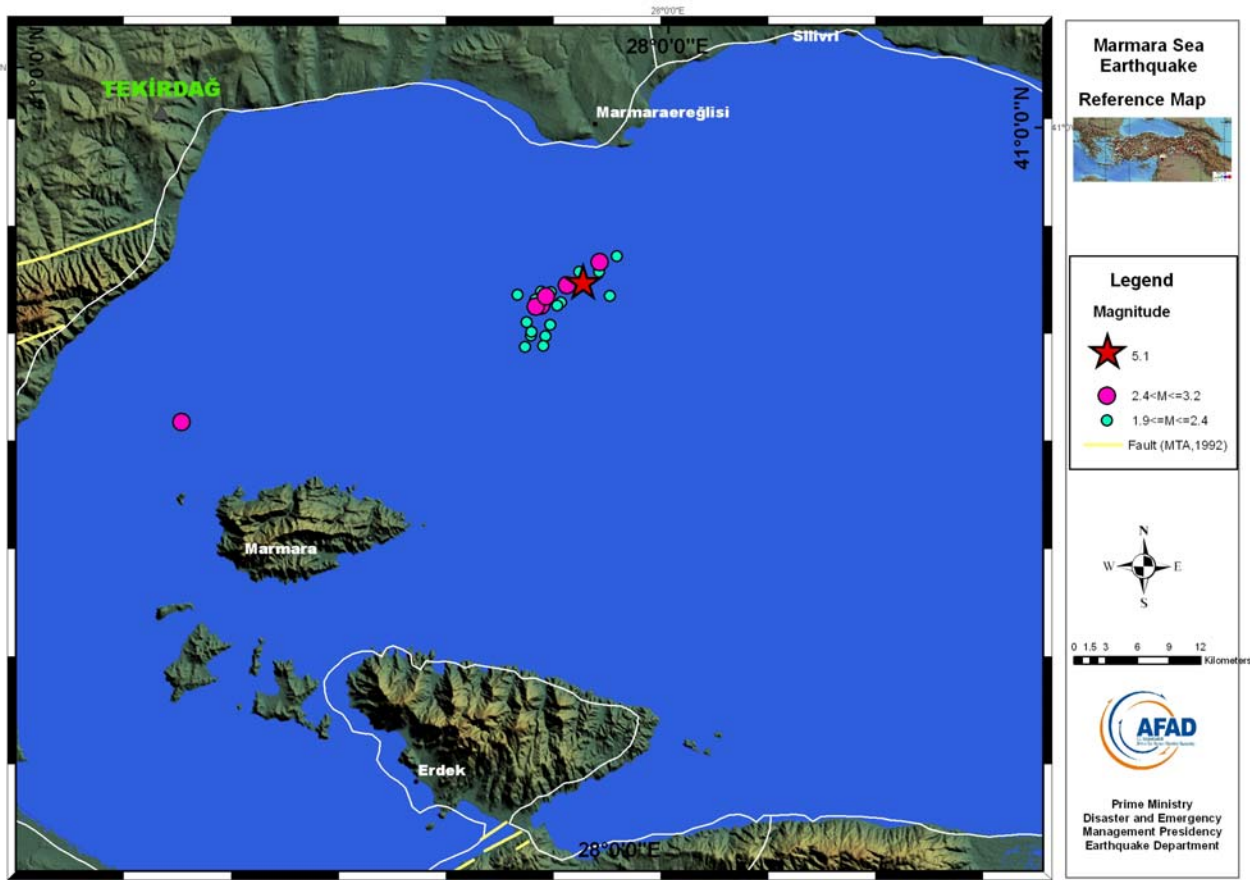 28°0'0"E
28°0'0"E
Silivri
41°0'0"N
TEKİRDAĞ
Marmaraereğlisi
41°0'0"N
Marmara
Erdek
28°0'0"E
Marmara Sea
Earthquake
Reference Map
Legend
Magnitude
5.1
2.4<M<=3.2
1.9<=M<=2.4
Fault (MTA,1992)
N
W E
S
0 1.5 3 6 9 12
Kilometers
AFAD
Prime Ministry
Disaster and Emergency
Management Presidency
Earthquake Department